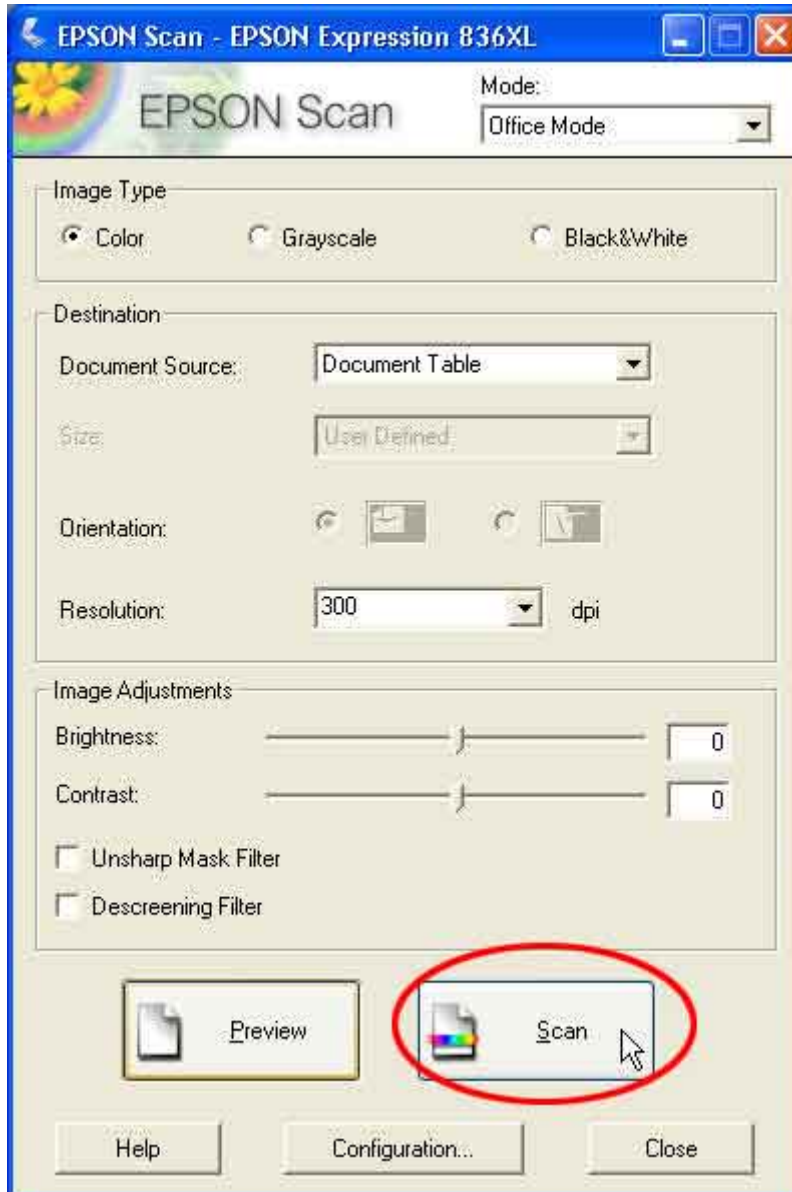 EPSON Scan - EPSON Expression 836XL
EPSON Scan
Mode:
Office Mode
Image Type
Color Grayscale Black&White
Destination
Document Source: Document Table
Size: User Defined
Orientation:
Resolution: 300 dpi
Image Adjustments
Brightness: 0
Contrast: 0
Unsharp Mask Filter
Descreening Filter
Preview Scan
Help Configuration... Close